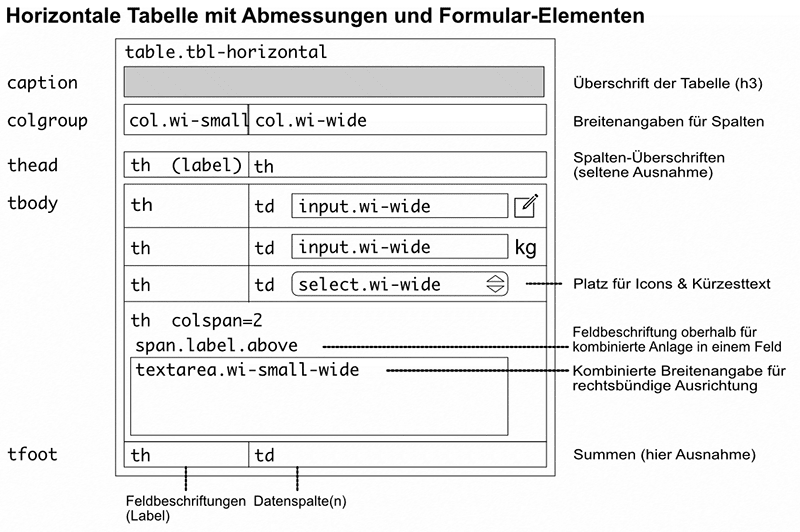 Horizontale Tabelle mit Abmessungen und Formular-Elementen
table.tbl-horizontal
caption
Überschrift der Tabelle (h3)
colgroup
col.wi-small
col.wi-wide
Breitenangaben für Spalten
thead
th (label)
th
Spalten-Überschriften
(seltene Ausnahme)
tbody
th
td
input.wi-wide
th
td
input.wi-wide
kg
th
td
select.wi-wide
Platz für Icons & Kürzesttext
th colspan=2
span.label.above
Feldbeschriftung oberhalb für
kombinierte Anlage in einem Feld
textarea.wi-small-wide
Kombinierte Breitenangabe für
rechtsbündige Ausrichtung
tfoot
th
td
Summen (hier Ausnahme)
Feldbeschriftungen
(Label)
Datenspalte(n)